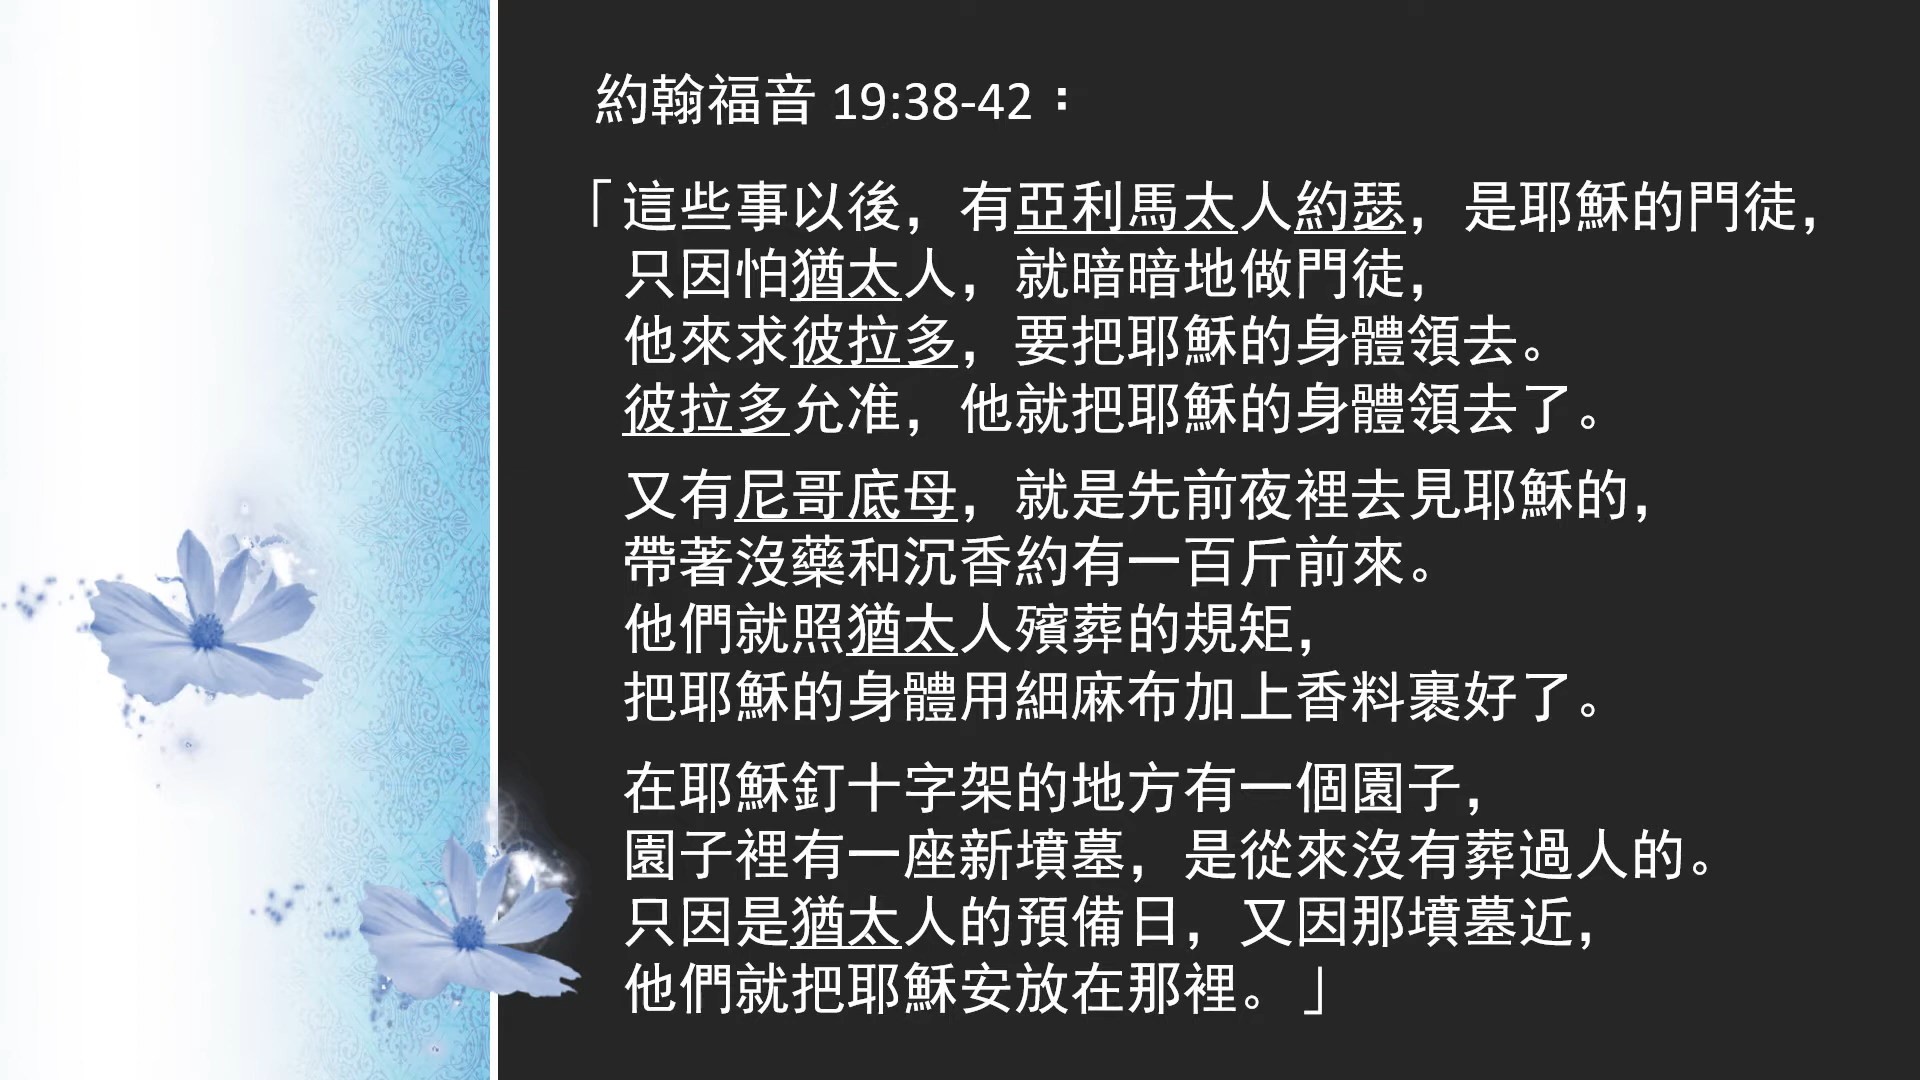 約翰福音 19:38-42：
「這些事以後，有亞利馬太人約瑟，是耶穌的門徒，
只因怕猶太人，就暗暗地做門徒，
他來求彼拉多，要把耶穌的身體領去。
彼拉多允准，他就把耶穌的身體領去了。
又有尼哥底母，就是先前夜裡去見耶穌的，
帶著沒藥和沉香約有一百斤前來。
他們就照猶太人殯葬的規矩，
把耶穌的身體用細麻布加上香料裹好了。
在耶穌釘十字架的地方有一個園子，
園子裡有一座新墳墓，是從來沒有葬過人的。
只因是猶太人的預備日，又因那墳墓近，
他們就把耶穌安放在那裡。」